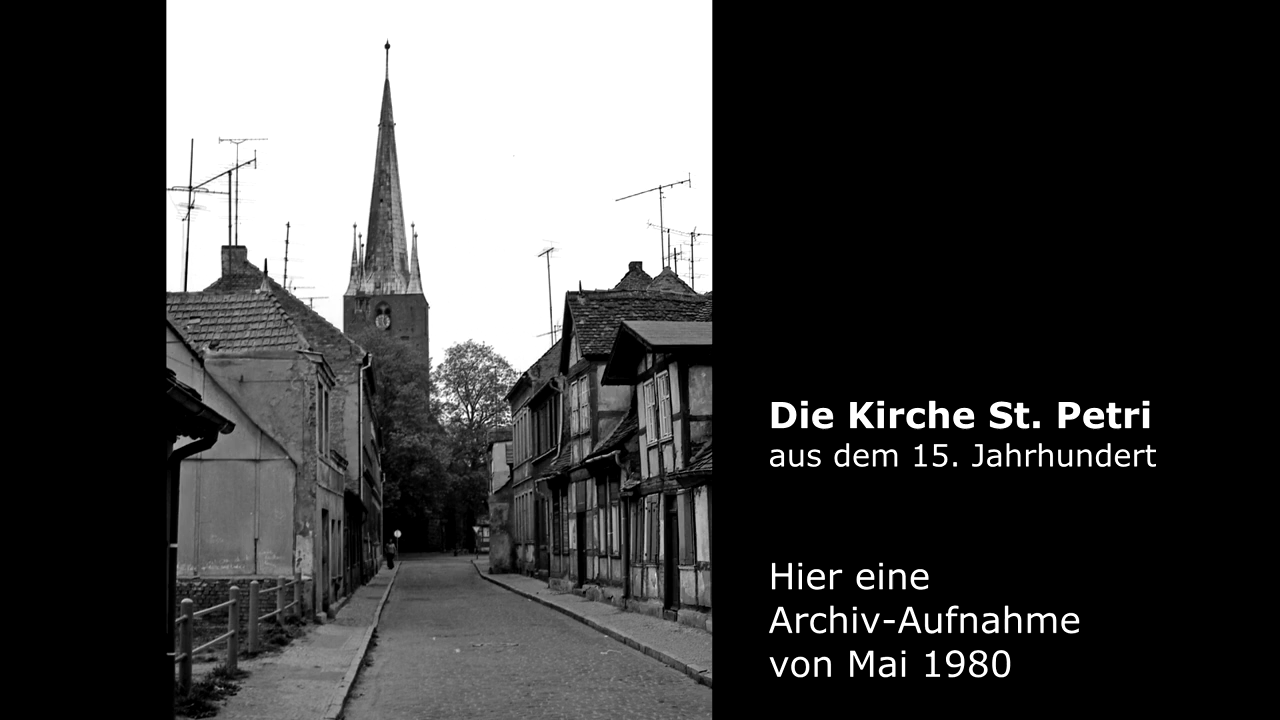 Die Kirche St. Petri
aus dem 15. Jahrhundert
Hier eine
Archiv-Aufnahme
von Mai 1980